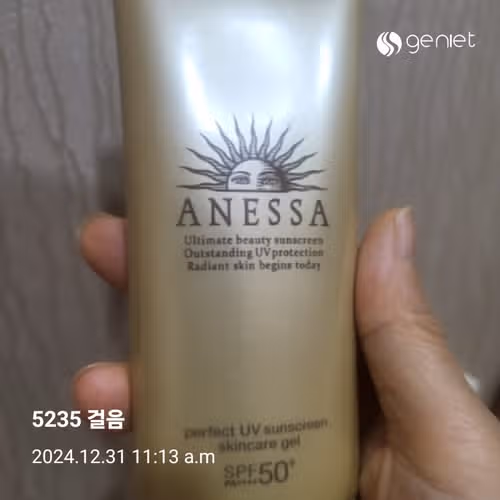 geniet
ANESSA
Ultimate beauty sunscreen
Outstanding UV protection
Radiant skin begins today
5235 걸음
perfect UV sunscreen
skincare gel
2024.12.31 11:13 a.m
SPF50+
PA++++